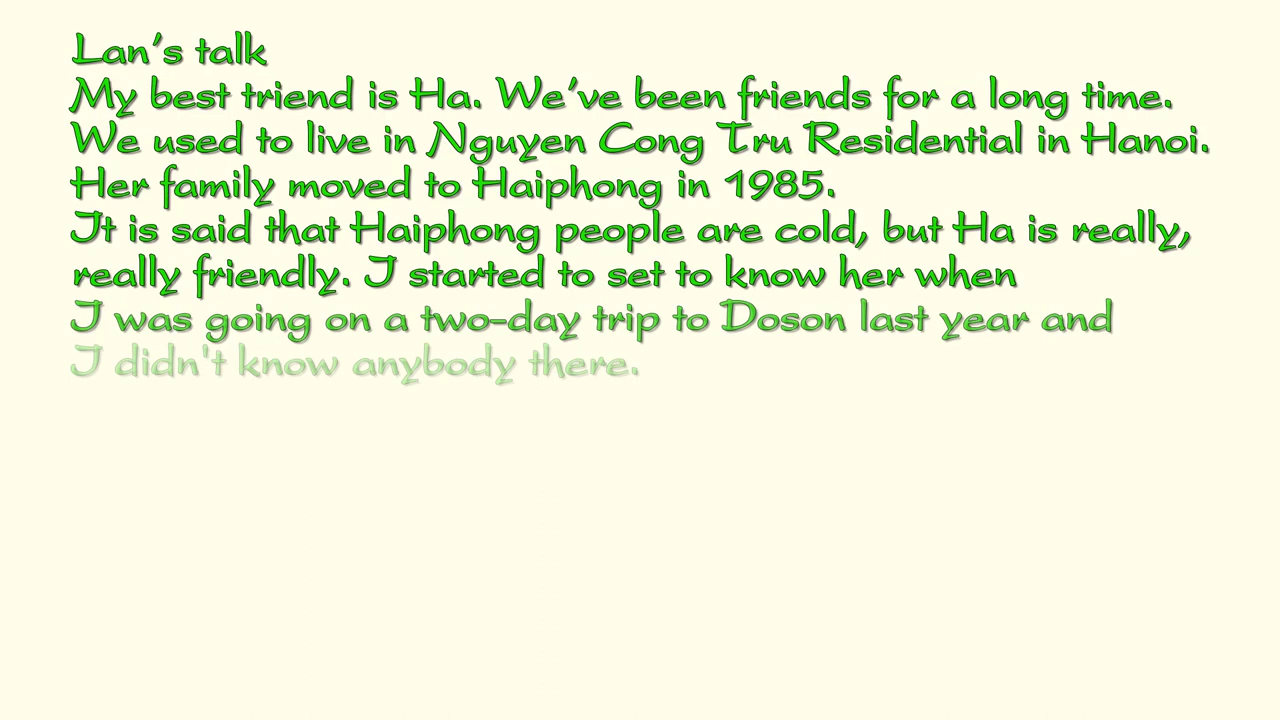 Lan’s talk
My best triend is Ha. We’ve been friends for a long time.
We used to live in Nguyen Cong Tru Residential in Hanoi.
Her family moved to Haiphong in 1985.
It is said that Haiphong people are cold, but Ha is really,
really friendly. I started to set to know her when
I was going on a two-day trip to Doson last year and
I didn't know anybody there.